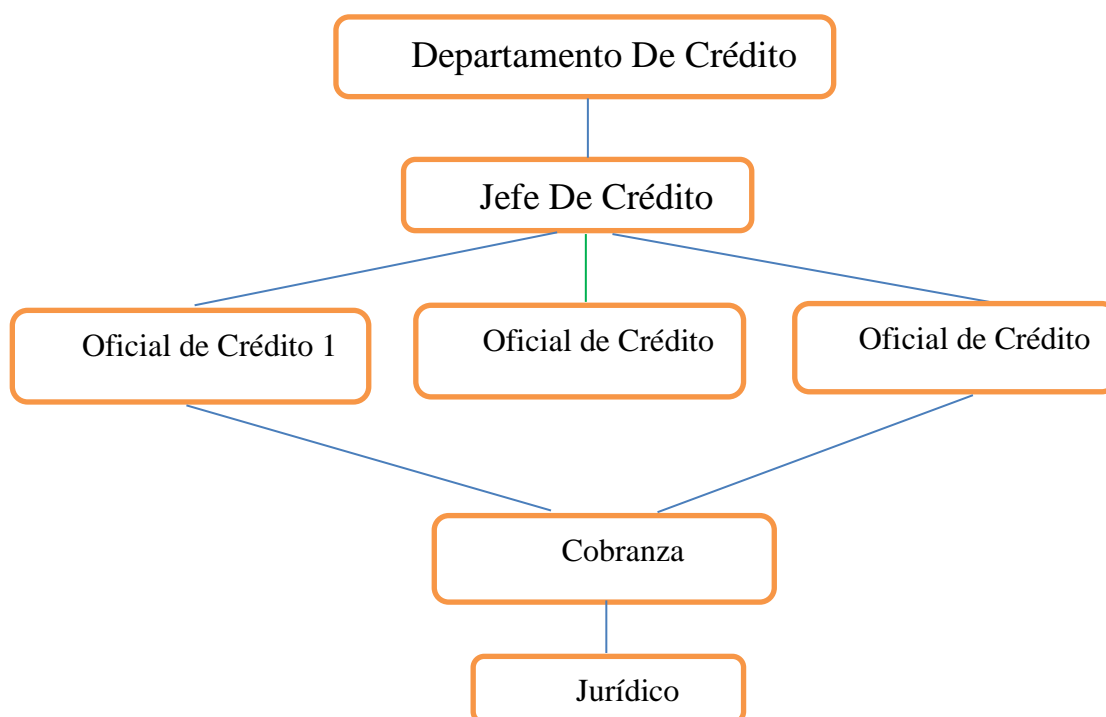 Departamento De Crédito
Jefe De Crédito
Oficial de Crédito 1
Oficial de Crédito
Oficial de Crédito
Cobranza
Jurídico